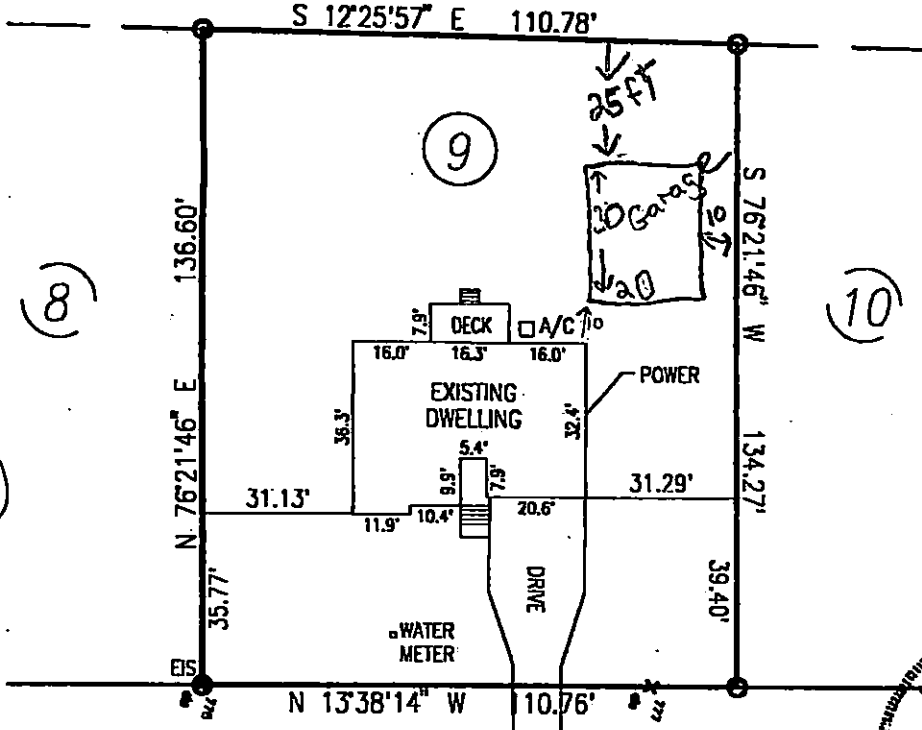 S 12°25'57" E 110.78'
25 ft
9
30 Garage
10
20
10
S 76°21'46" W 134.27'
N 76°21'46" E 136.60'
8
10
7.9'
DECK
A/C
16.0' 16.3' 16.0'
POWER
EXISTING
DWELLING
36.3'
32.4'
5.4'
9.9'
7.9'
31.13'
31.29'
11.9' 10.4' 20.6'
35.77'
DRIVE
39.40'
WATER
METER
EIS
N 13°38'14" W 110.76'
776
777